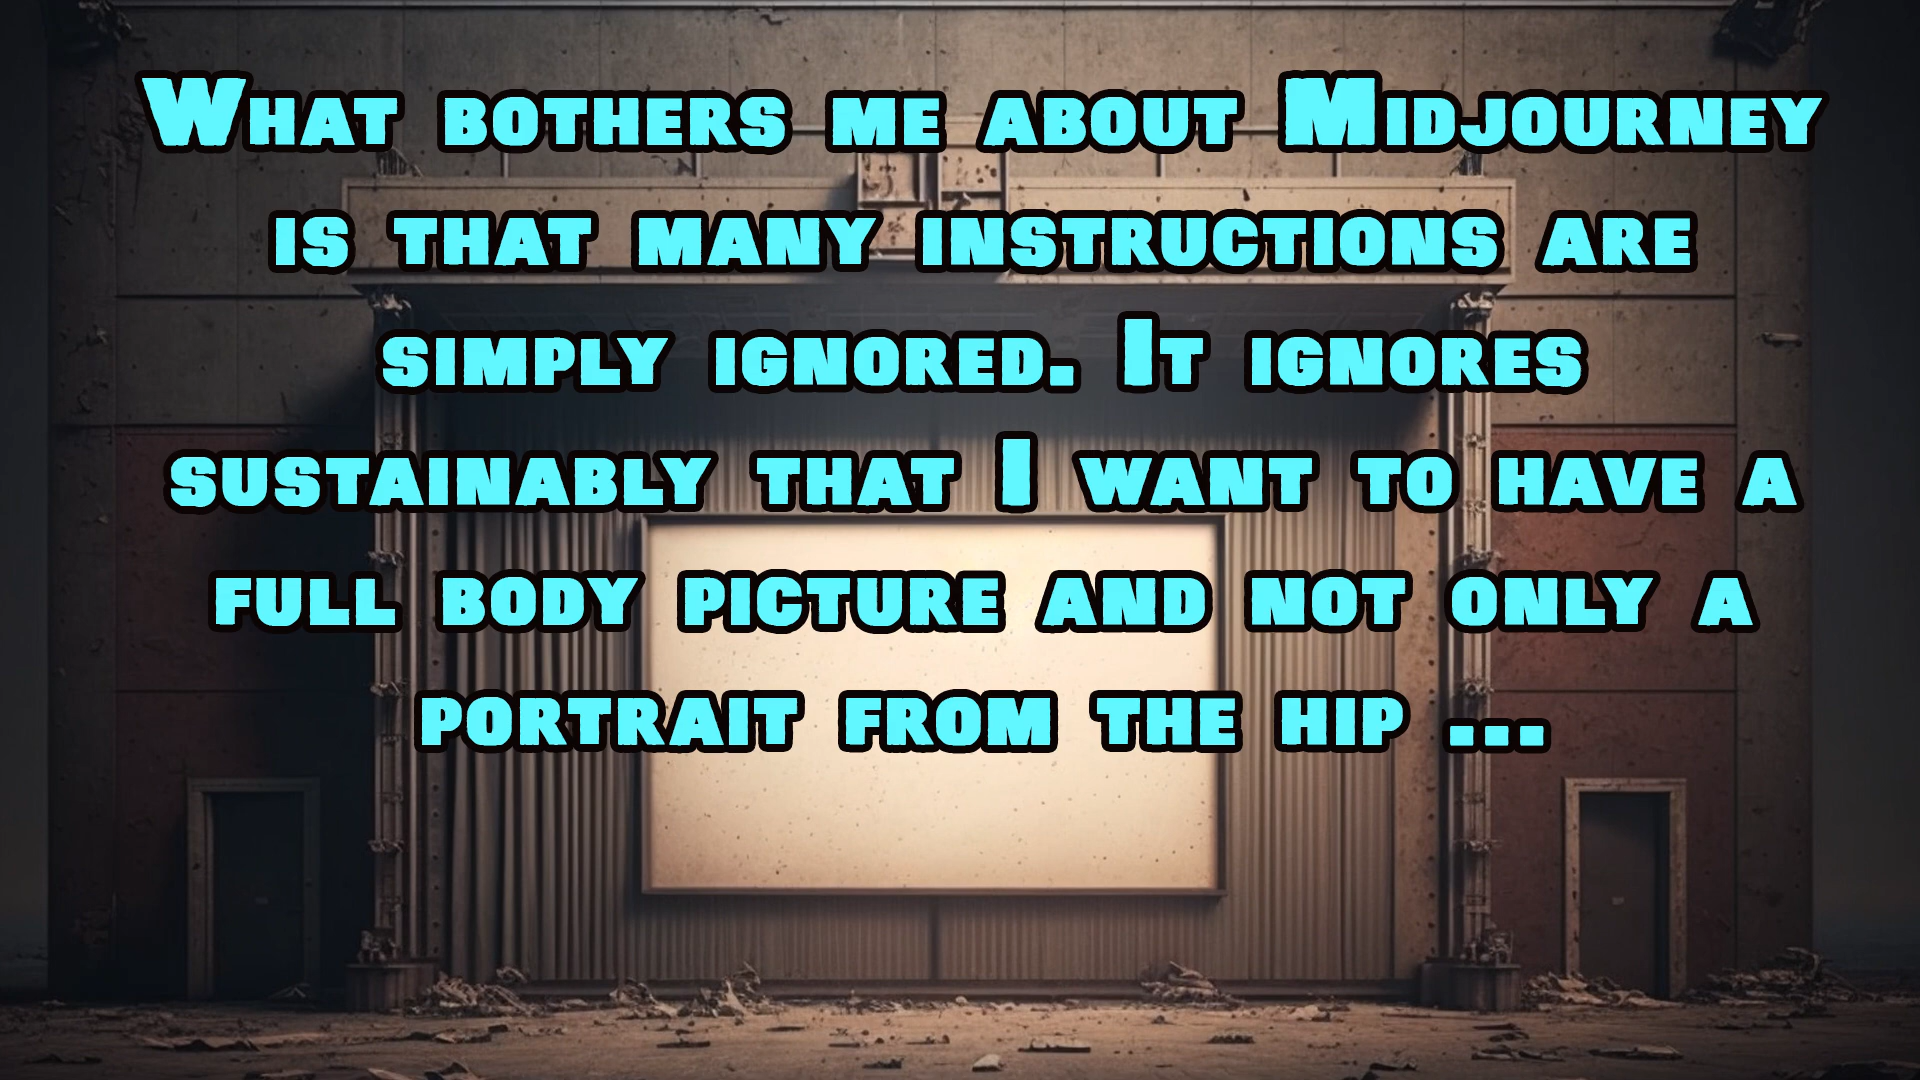 What bothers me about Midjourney
is that many instructions are
simply ignored. It ignores
sustainably that I want to have a
full body picture and not only a
portrait from the hip ...